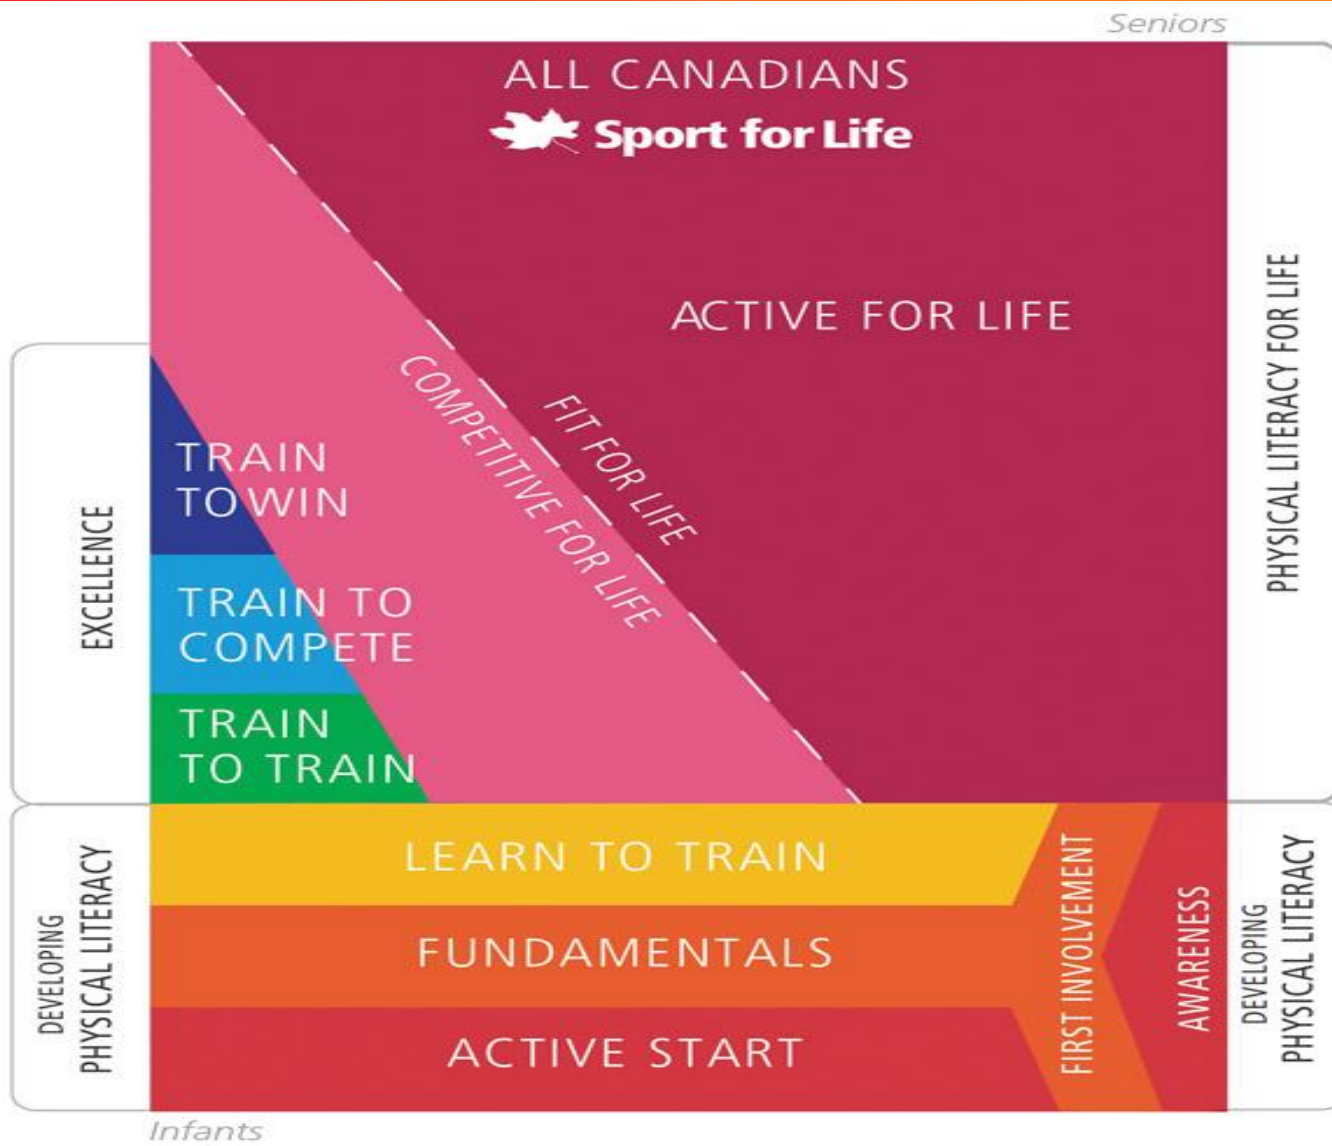 Seniors
ALL CANADIANS
Sport for Life
ACTIVE FOR LIFE
FIT FOR LIFE
COMPETITIVE FOR LIFE
PHYSICAL LITERACY FOR LIFE
EXCELLENCE
TRAIN
TO WIN
TRAIN TO
COMPETE
TRAIN
TO TRAIN
DEVELOPING
PHYSICAL LITERACY
LEARN TO TRAIN
FUNDAMENTALS
ACTIVE START
FIRST INVOLVEMENT
AWARENESS
DEVELOPING
PHYSICAL LITERACY
Infants